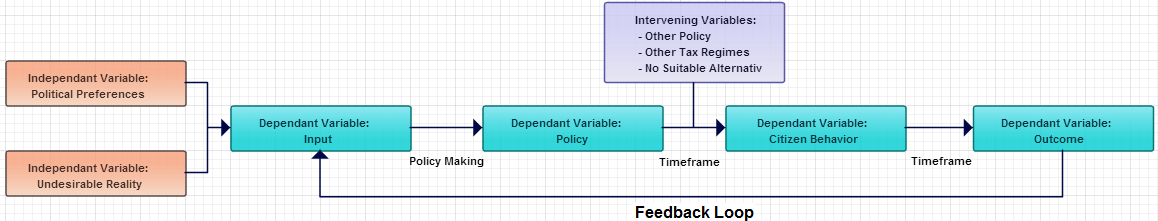 Intervening Variables:
- Other Policy
- Other Tax Regimes
- No Suitable Alternativ
Independant Variable:
Political Preferences
Independant Variable:
Undesirable Reality
Dependant Variable:
Input
Policy Making
Dependant Variable:
Policy
Timeframe
Dependant Variable:
Citizen Behavior
Timeframe
Dependant Variable:
Outcome
Feedback Loop